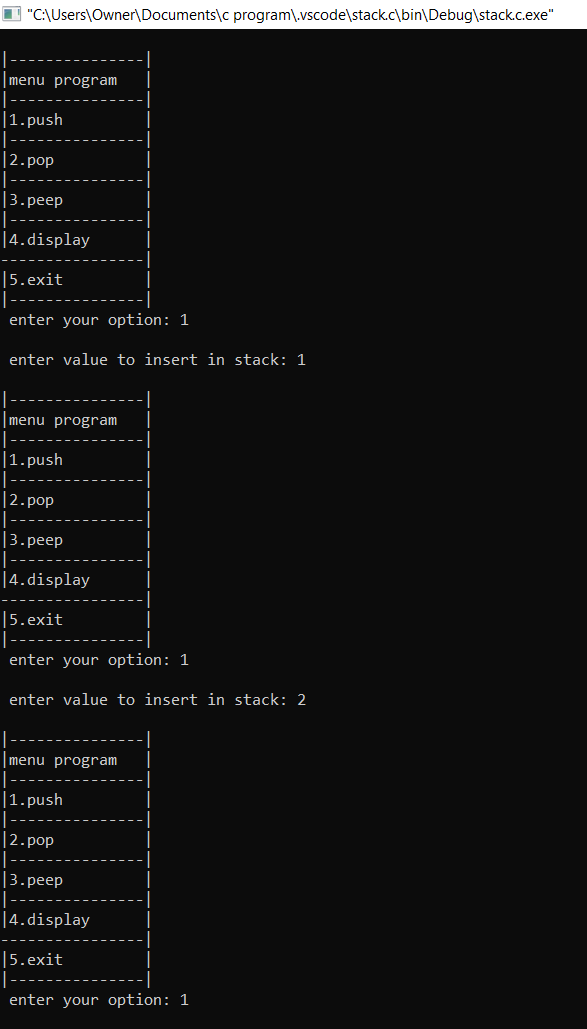 "C:\Users\Owner\Documents\c program\.vscode\stack.c\bin\Debug\stack.c.exe"
|---------------|
|menu program   |
|---------------|
|1.push         |
|---------------|
|2.pop          |
|---------------|
|3.peep         |
|---------------|
|4.display      |
----------------|
|5.exit         |
|---------------|
 enter your option: 1
 enter value to insert in stack: 1
|---------------|
|menu program   |
|---------------|
|1.push         |
|---------------|
|2.pop          |
|---------------|
|3.peep         |
|---------------|
|4.display      |
----------------|
|5.exit         |
|---------------|
 enter your option: 1
 enter value to insert in stack: 2
|---------------|
|menu program   |
|---------------|
|1.push         |
|---------------|
|2.pop          |
|---------------|
|3.peep         |
|---------------|
|4.display      |
----------------|
|5.exit         |
|---------------|
 enter your option: 1